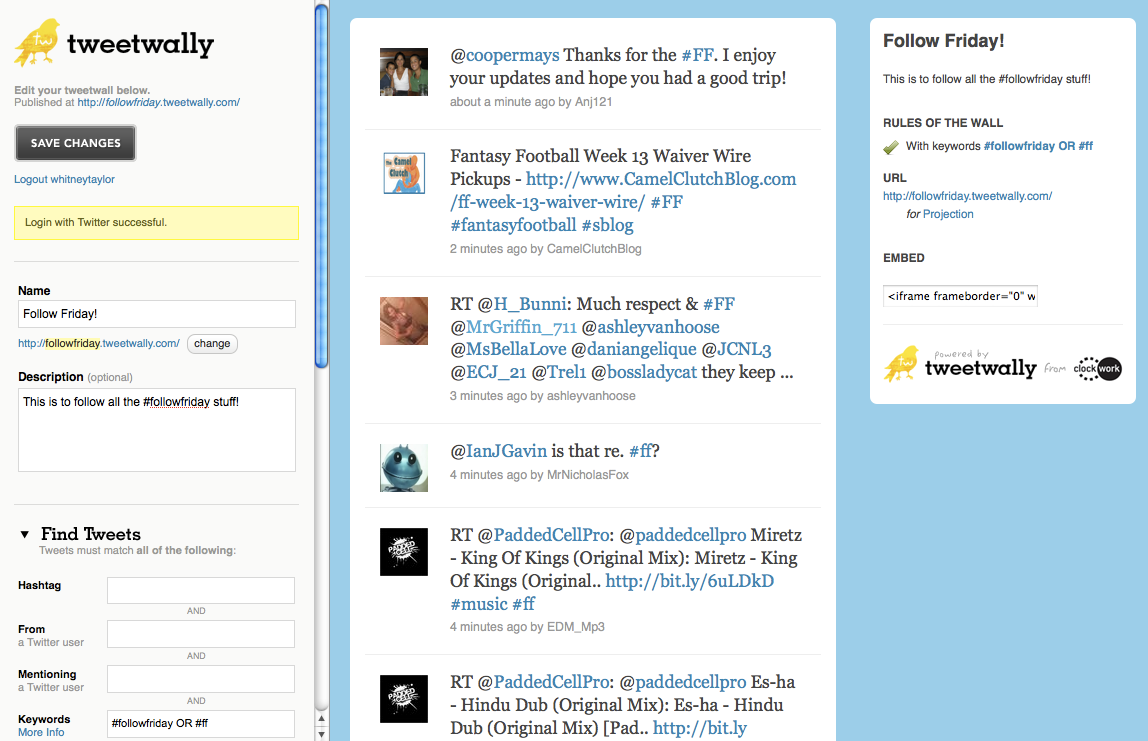 tw
tweetwally
Edit your tweetwall below.
Published at http://followfriday.tweetwally.com/
SAVE CHANGES
Logout whitneytaylor
Login with Twitter successful.
Name
Follow Friday!
http://followfriday.tweetwally.com/ change
Description (optional)
This is to follow all the #followfriday stuff!
▼ Find Tweets
Tweets must match all of the following:
Hashtag
AND
From
a Twitter user
AND
Mentioning
a Twitter user
AND
Keywords #followfriday OR #ff
More Info
@coopermays Thanks for the #FF. I enjoy
your updates and hope you had a good trip!
about a minute ago by Anj121
The Camel Clutch
Fantasy Football Week 13 Waiver Wire
Pickups - http://www.CamelClutchBlog.com
/ff-week-13-waiver-wire/ #FF
#fantasyfootball #sblog
2 minutes ago by CamelClutchBlog
RT @H_Bunni: Much respect & #FF
@MrGriffin_711 @ashleyvanhoose
@MsBellaLove @daniangelique @JCNL3
@ECJ_21 @Trel1 @bossladycat they keep ...
3 minutes ago by ashleyvanhoose
@IanJGavin is that re. #ff?
4 minutes ago by MrNicholasFox
PADDED CELL
RT @PaddedCellPro: @paddedcellpro Miretz
- King Of Kings (Original Mix): Miretz - King
Of Kings (Original.. http://bit.ly/6uLDkD
#music #ff
4 minutes ago by EDM_Mp3
PADDED CELL
RT @PaddedCellPro: @paddedcellpro Es-ha
- Hindu Dub (Original Mix): Es-ha - Hindu
Dub (Original Mix) [Pad.. http://bit.ly
Follow Friday!
This is to follow all the #followfriday stuff!
RULES OF THE WALL
With keywords #followfriday OR #ff
URL
http://followfriday.tweetwally.com/
for Projection
EMBED
<iframe frameborder="0" w
tw
powered by
tweetwally from clockwork